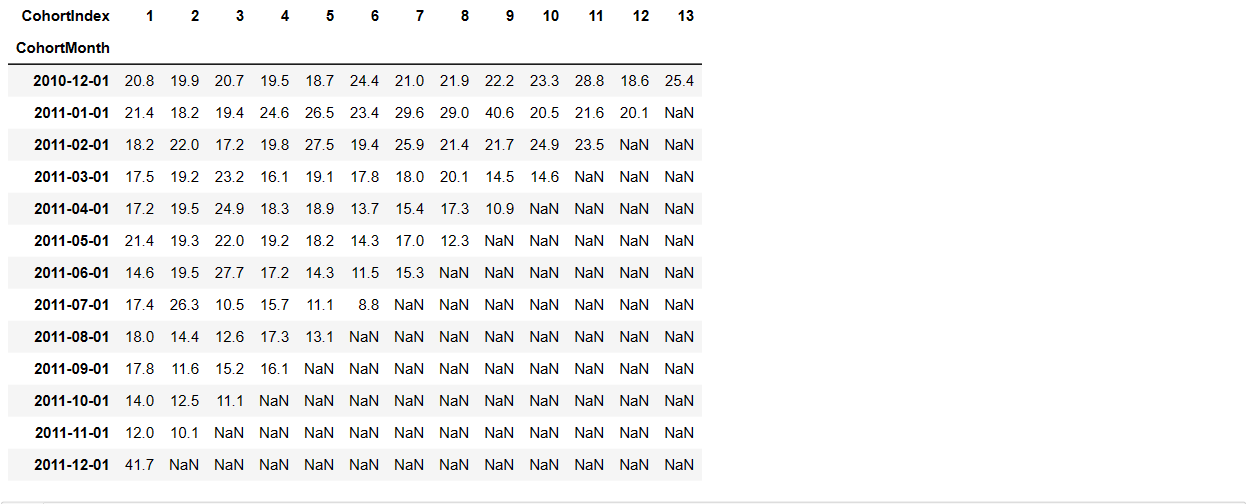 CohortIndex 1 2 3 4 5 6 7 8 9 10 11 12 13
CohortMonth
2010-12-01 20.8 19.9 20.7 19.5 18.7 24.4 21.0 21.9 22.2 23.3 28.8 18.6 25.4
2011-01-01 21.4 18.2 19.4 24.6 26.5 23.4 29.6 29.0 40.6 20.5 21.6 20.1 NaN
2011-02-01 18.2 22.0 17.2 19.8 27.5 19.4 25.9 21.4 21.7 24.9 23.5 NaN NaN
2011-03-01 17.5 19.2 23.2 16.1 19.1 17.8 18.0 20.1 14.5 14.6 NaN NaN NaN
2011-04-01 17.2 19.5 24.9 18.3 18.9 13.7 15.4 17.3 10.9 NaN NaN NaN NaN
2011-05-01 21.4 19.3 22.0 19.2 18.2 14.3 17.0 12.3 NaN NaN NaN NaN NaN
2011-06-01 14.6 19.5 27.7 17.2 14.3 11.5 15.3 NaN NaN NaN NaN NaN NaN
2011-07-01 17.4 26.3 10.5 15.7 11.1 8.8 NaN NaN NaN NaN NaN NaN NaN
2011-08-01 18.0 14.4 12.6 17.3 13.1 NaN NaN NaN NaN NaN NaN NaN NaN
2011-09-01 17.8 11.6 15.2 16.1 NaN NaN NaN NaN NaN NaN NaN NaN NaN
2011-10-01 14.0 12.5 11.1 NaN NaN NaN NaN NaN NaN NaN NaN NaN NaN
2011-11-01 12.0 10.1 NaN NaN NaN NaN NaN NaN NaN NaN NaN NaN NaN
2011-12-01 41.7 NaN NaN NaN NaN NaN NaN NaN NaN NaN NaN NaN NaN